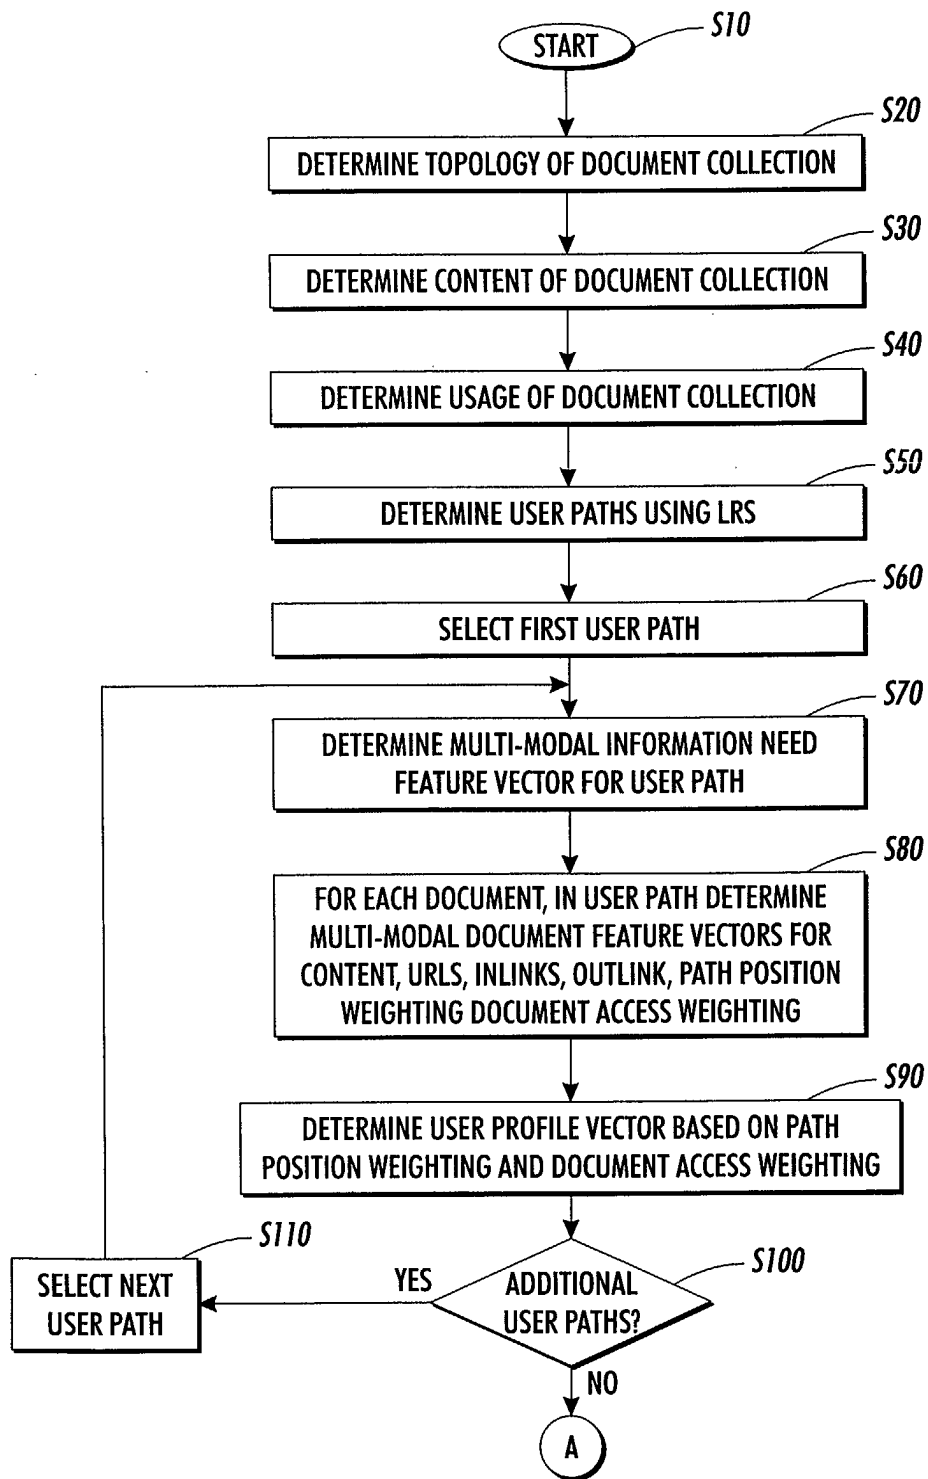 START
S10
S20
DETERMINE TOPOLOGY OF DOCUMENT COLLECTION
S30
DETERMINE CONTENT OF DOCUMENT COLLECTION
S40
DETERMINE USAGE OF DOCUMENT COLLECTION
S50
DETERMINE USER PATHS USING LRS
S60
SELECT FIRST USER PATH
S70
DETERMINE MULTI-MODAL INFORMATION NEED
FEATURE VECTOR FOR USER PATH
S80
FOR EACH DOCUMENT, IN USER PATH DETERMINE
MULTI-MODAL DOCUMENT FEATURE VECTORS FOR
CONTENT, URLS, INLINKS, OUTLINK, PATH POSITION
WEIGHTING DOCUMENT ACCESS WEIGHTING
S90
DETERMINE USER PROFILE VECTOR BASED ON PATH
POSITION WEIGHTING AND DOCUMENT ACCESS WEIGHTING
S110
SELECT NEXT
USER PATH
YES
S100
ADDITIONAL
USER PATHS?
NO
A